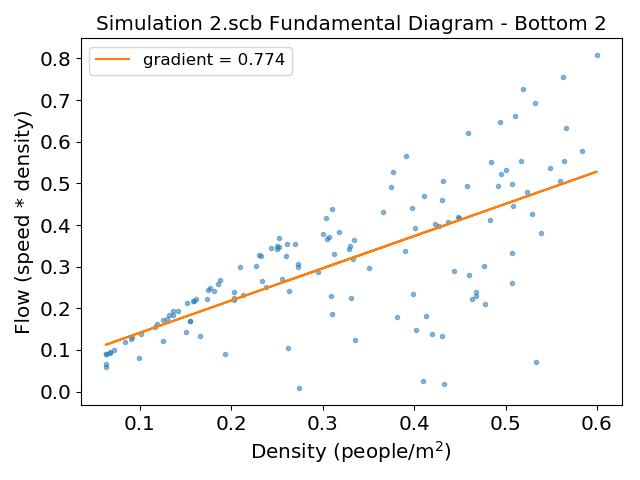 Simulation 2.scb Fundamental Diagram - Bottom 2
gradient = 0.774
Flow (speed * density)
0.8
0.7
0.6
0.5
0.4
0.3
0.2
0.1
0.0
0.1 0.2 0.3 0.4 0.5 0.6
Density (people/m²)